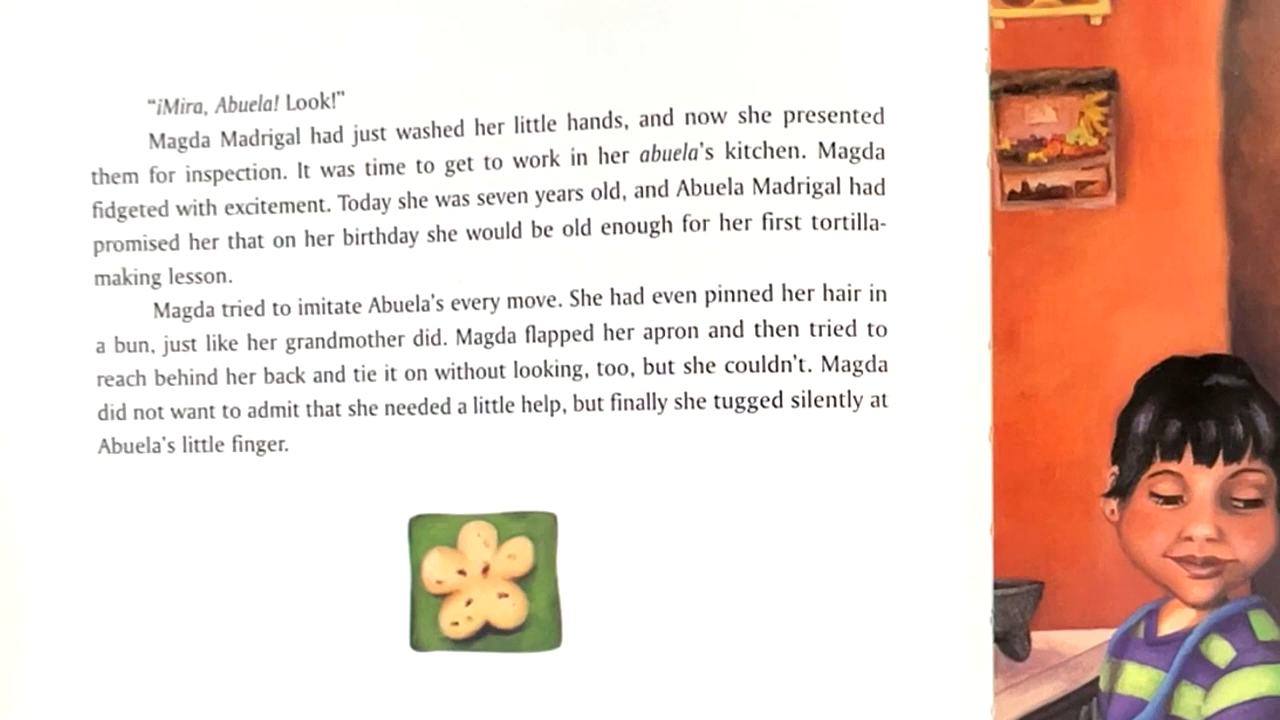 “¡Mira, Abuela! Look!”
Magda Madrigal had just washed her little hands, and now she presented
them for inspection. It was time to get to work in her abuela’s kitchen. Magda
fidgeted with excitement. Today she was seven years old, and Abuela Madrigal had
promised her that on her birthday she would be old enough for her first tortilla-
making lesson.
Magda tried to imitate Abuela’s every move. She had even pinned her hair in
a bun, just like her grandmother did. Magda flapped her apron and then tried to
reach behind her back and tie it on without looking, too, but she couldn’t. Magda
did not want to admit that she needed a little help, but finally she tugged silently at
Abuela’s little finger.